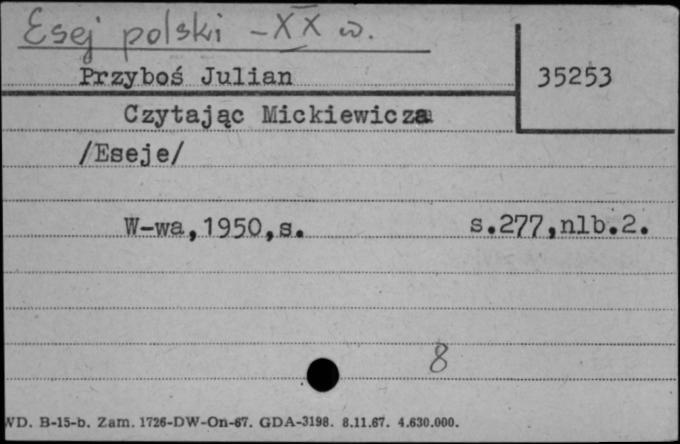 Esej polski - XX w.
Przyboś Julian 35253
Czytając Mickiewicza
/Eseje/
W-wa,1950,s. s.277,nlb.2.
8
WD. B-15-b. Zam. 1726-DW-On-67. GDA-3198. 8.11.67. 4.630.000.